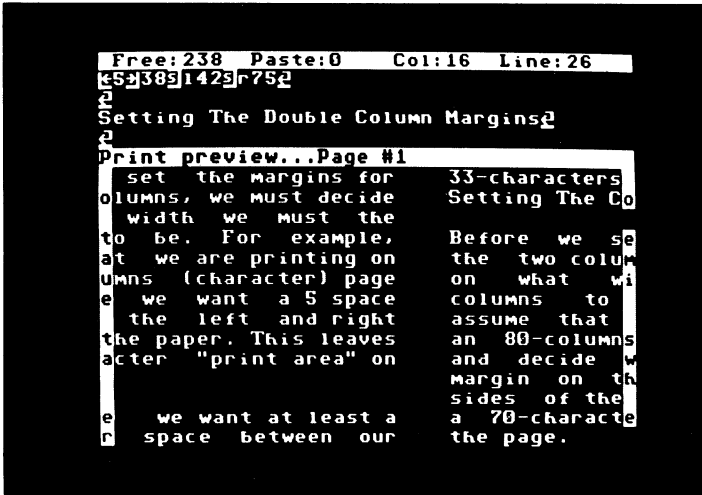 Free:238 Paste:0 Col:16 Line:26
←5→38s l42s r75
Setting The Double Column Margins
Print preview...Page #1
set the margins for 33-characters
olumns, we must decide Setting The Co
width we must the
to be. For example, Before we se
at we are printing on the two colum
umns (character) page on what wi
e we want a 5 space columns to
the left and right assume that
the paper. This leaves an 80-columns
acter "print area" on and decide w
margin on th
sides of the
e we want at least a a 70-characte
r space between our the page.